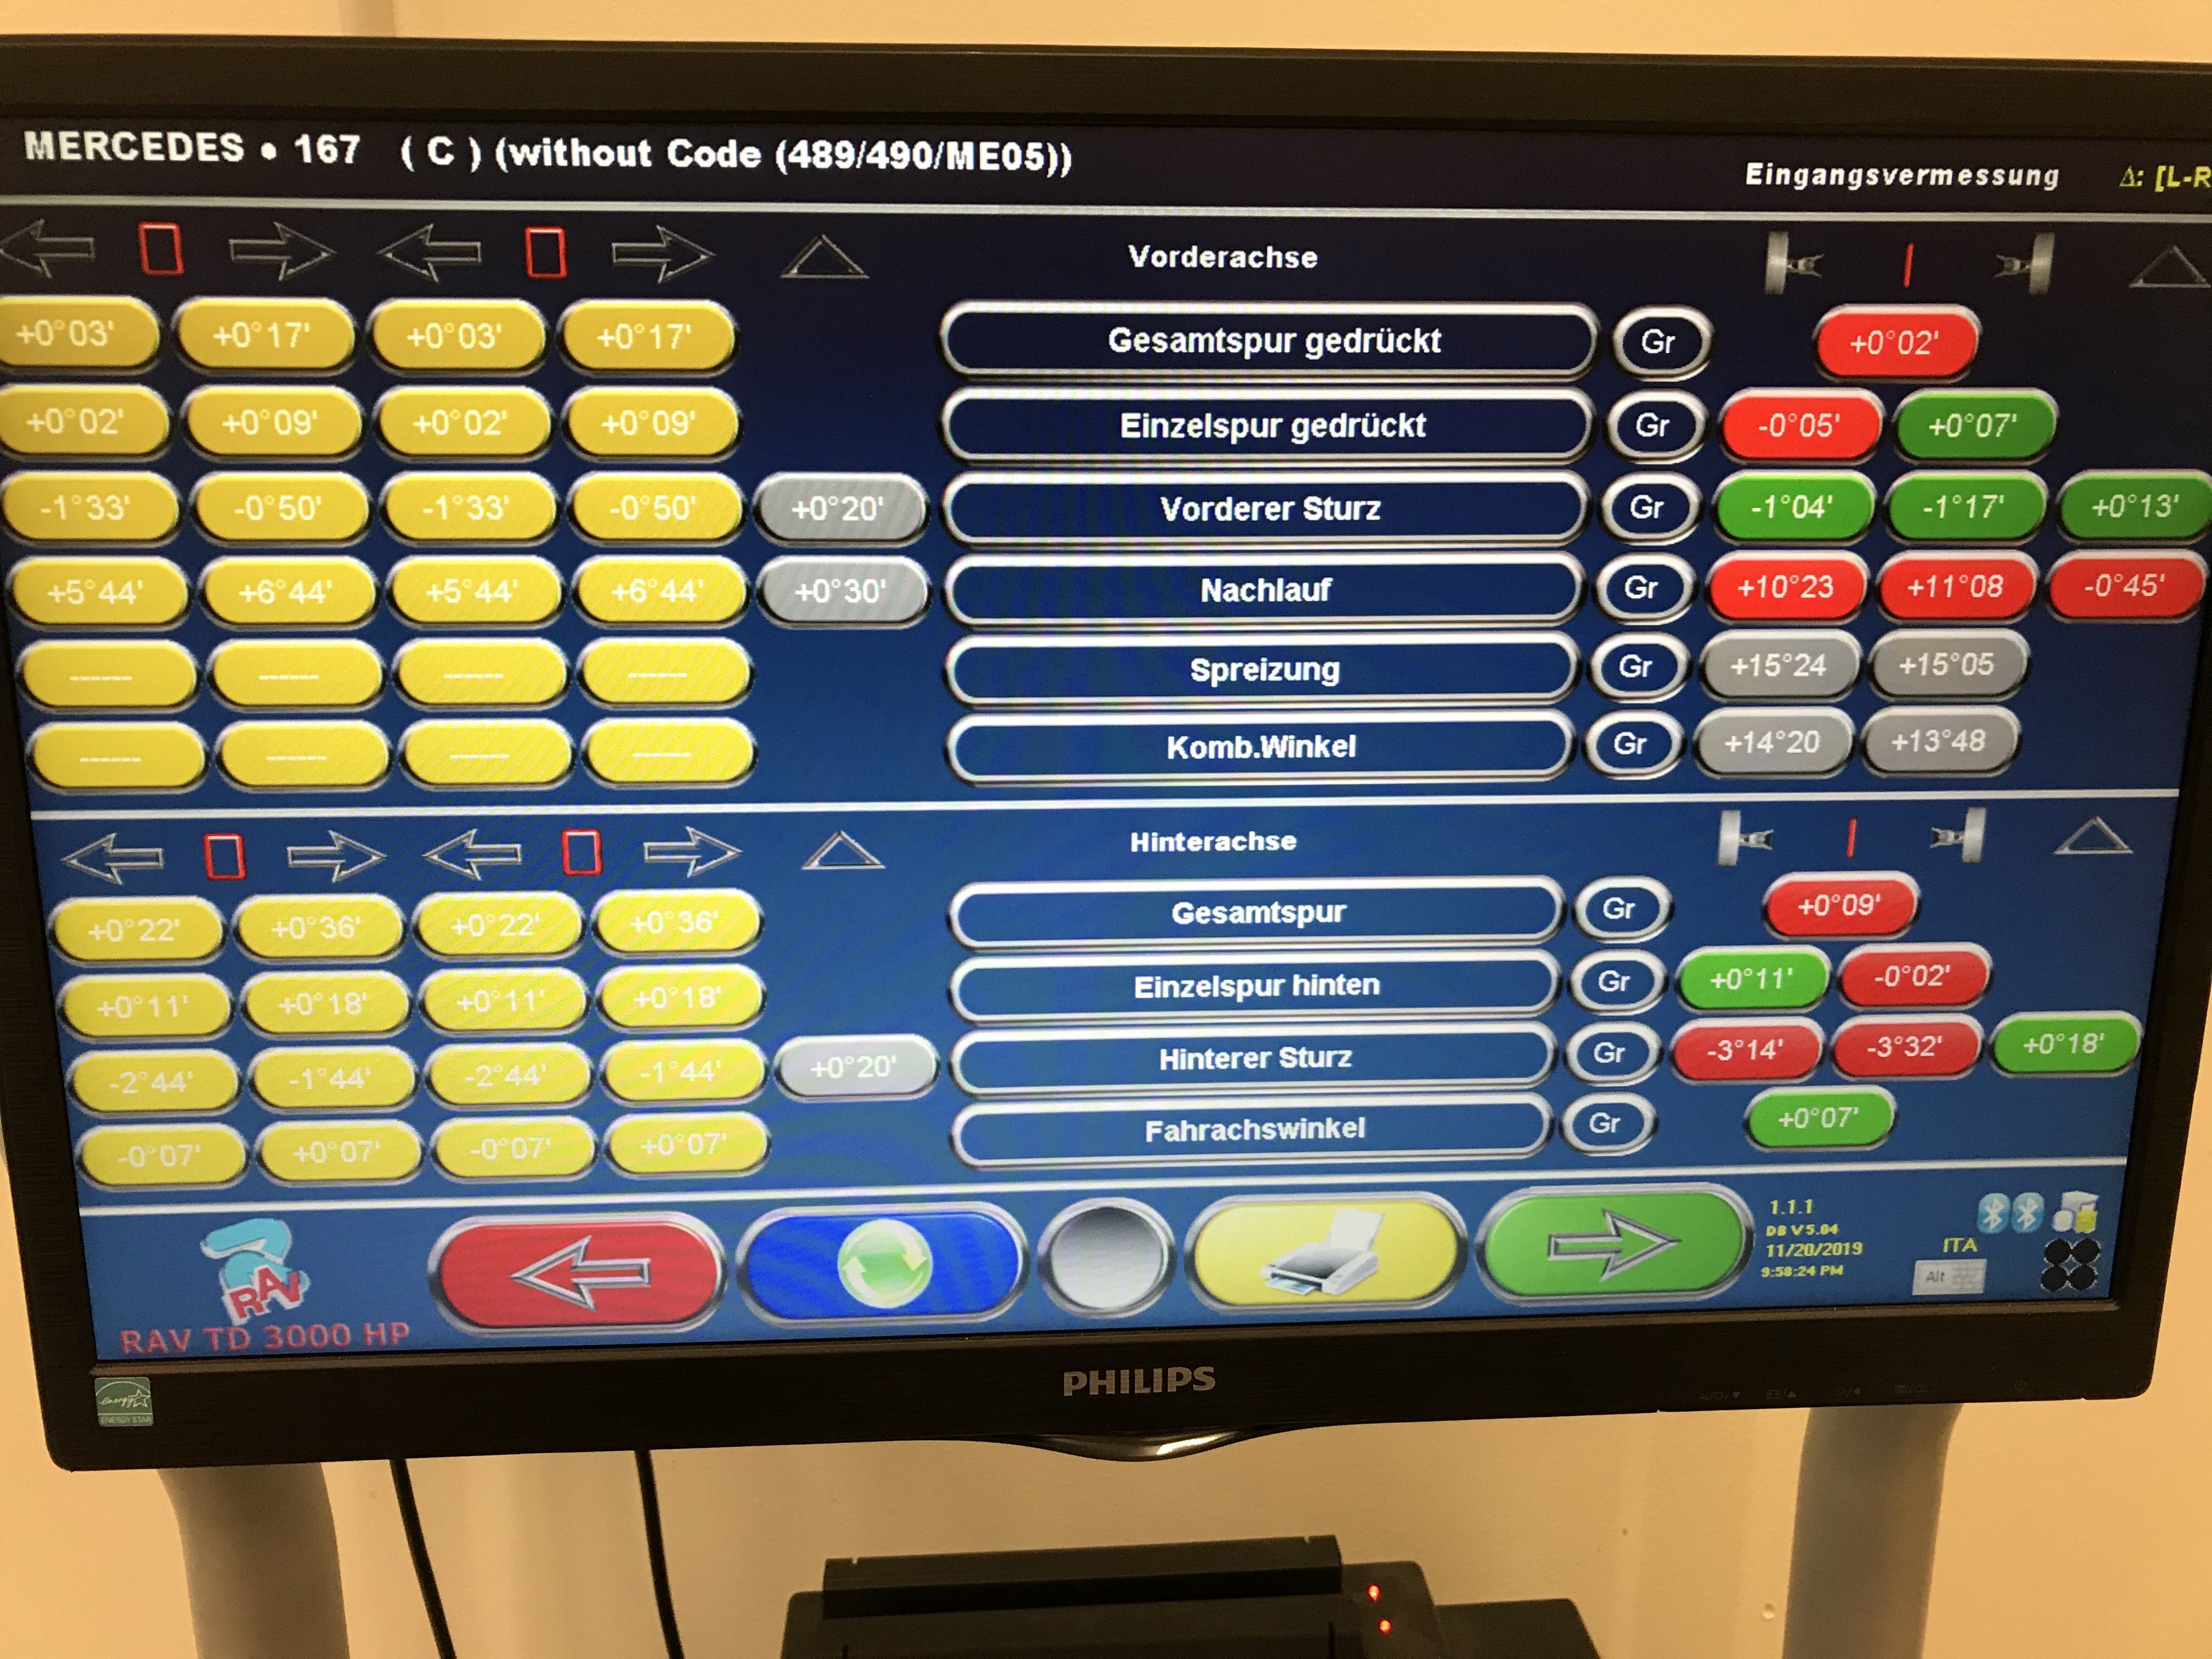 MERCEDES • 167 ( C ) (without Code (489/490/ME05))
Eingangsvermessung Δ: [L-R
Vorderachse
+0°03' +0°17' +0°03' +0°17' Gesamtspur gedrückt Gr +0°02'
+0°02' +0°09' +0°02' +0°09' Einzelspur gedrückt Gr -0°05' +0°07'
-1°33' -0°50' -1°33' -0°50' +0°20' Vorderer Sturz Gr -1°04' -1°17' +0°13'
+5°44' +6°44' +5°44' +6°44' +0°30' Nachlauf Gr +10°23 +11°08 -0°45'
------ ------ ------ ------ Spreizung Gr +15°24 +15°05
------ ------ ------ ------ Komb.Winkel Gr +14°20 +13°48
Hinterachse
+0°22' +0°36' +0°22' +0°36' Gesamtspur Gr +0°09'
+0°11' +0°18' +0°11' +0°18' Einzelspur hinten Gr +0°11' -0°02'
-2°44' -1°44' -2°44' -1°44' +0°20' Hinterer Sturz Gr -3°14' -3°32' +0°18'
-0°07' +0°07' -0°07' +0°07' Fahrachswinkel Gr +0°07'
RAV
RAV TD 3000 HP
1.1.1
DB V 5.04
11/20/2019
9:58:24 PM
ITA
Alt
PHILIPS
energy
ENERGY STAR